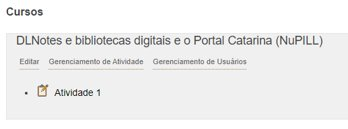 Cursos
DLNotes e bibliotecas digitais e o Portal Catarina (NuPILL)
Editar Gerenciamento de Atividade Gerenciamento de Usuários
Atividade 1